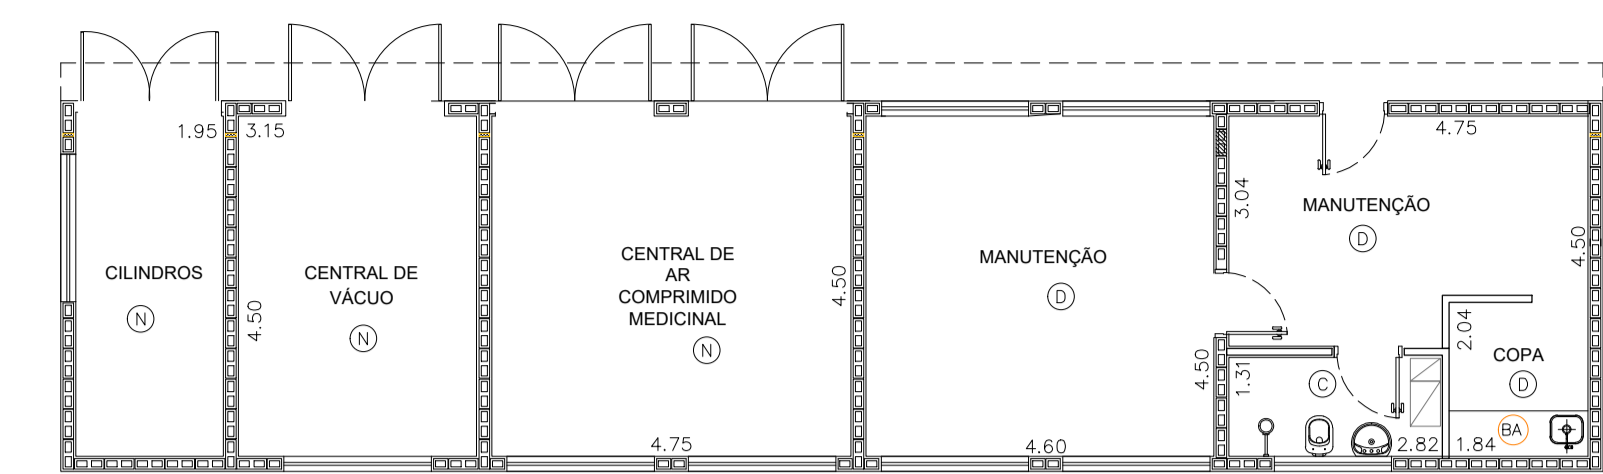 1.95
3.15
4.75
3.04
MANUTENÇÃO
D
4.50
CENTRAL DE
AR
COMPRIMIDO
MEDICINAL
N
4.50
MANUTENÇÃO
D
CILINDROS
N
CENTRAL DE
VÁCUO
N
4.50
2.04
COPA
D
4.50
1.31
C
BA
4.75
4.60
2.82
1.84